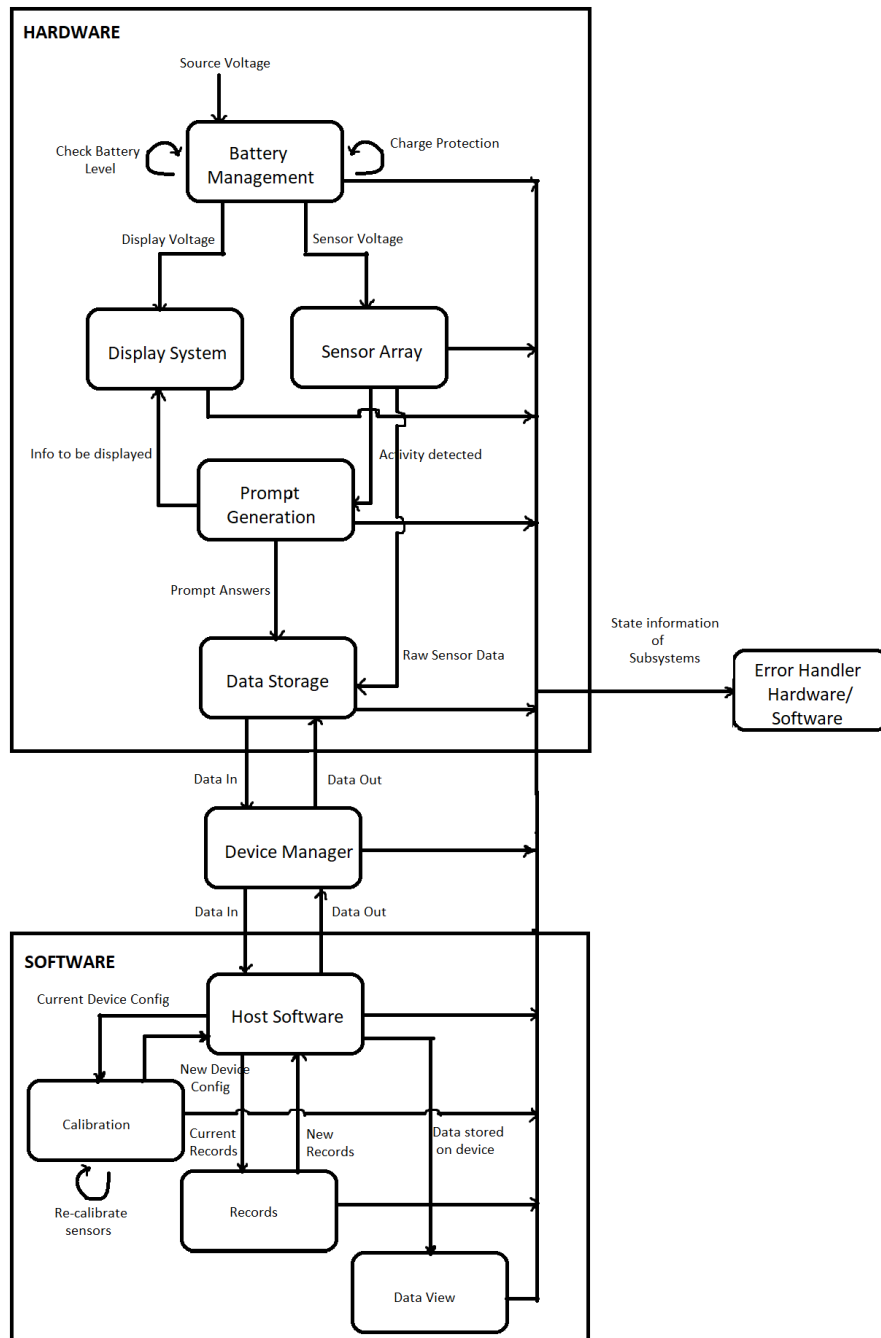 HARDWARE
Source Voltage
Check Battery
Level
Battery
Management
Charge Protection
Display Voltage
Sensor Voltage
Display System
Sensor Array
Info to be displayed
Activity detected
Prompt
Generation
Prompt Answers
Data Storage
Raw Sensor Data
State information
of
Subsystems
Error Handler
Hardware/
Software
Data In
Data Out
Device Manager
Data In
Data Out
SOFTWARE
Current Device Config
Host Software
New Device
Config
Calibration
Current
Records
New
Records
Data stored
on device
Re-calibrate
sensors
Records
Data View